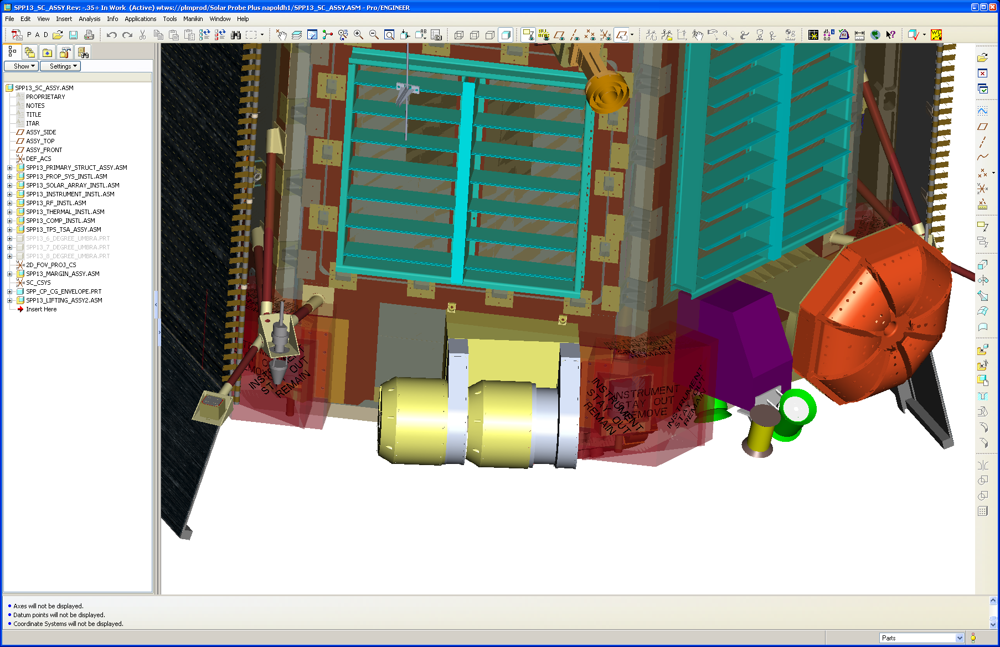 SPP13_SC_ASSY Rev: -.35+ In Work (Active) wtws://plmprod/Solar Probe Plus napoldh1/SPP13_SC_ASSY.ASM - Pro/ENGINEER
File Edit View Insert Analysis Info Applications Tools Manikin Window Help
P A D
Show Settings
SPP13_SC_ASSY.ASM
PROPRIETARY
NOTES
TITLE
ITAR
ASSY_SIDE
ASSY_TOP
ASSY_FRONT
DEF_ACS
SPP13_PRIMARY_STRUCT_ASSY.ASM
SPP13_PROP_SYS_INSTL.ASM
SPP13_SOLAR_ARRAY_INSTL.ASM
SPP13_INSTRUMENT_INSTL.ASM
SPP13_RF_INSTL.ASM
SPP13_THERMAL_INSTL.ASM
SPP13_COMP_INSTL.ASM
SPP13_TPS_TSA_ASSY.ASM
SPP13_6_DEGREE_UMBRA.PRT
SPP13_7_DEGREE_UMBRA.PRT
SPP13_8_DEGREE_UMBRA.PRT
2D_FOV_PROJ_CS
SPP13_MARGIN_ASSY.ASM
SC_CSYS
SPP_CP_CG_ENVELOPE.PRT
SPP13_LIFTING_ASSY2.ASM
Insert Here
INSTRUMENT
STAY OUT
REMAIN
INSTRUMENT
STAY OUT
REMOVE
INSTRUMENT
STAY OUT
REMAIN
Axes will not be displayed.
Datum points will not be displayed.
Coordinate Systems will not be displayed.
Parts